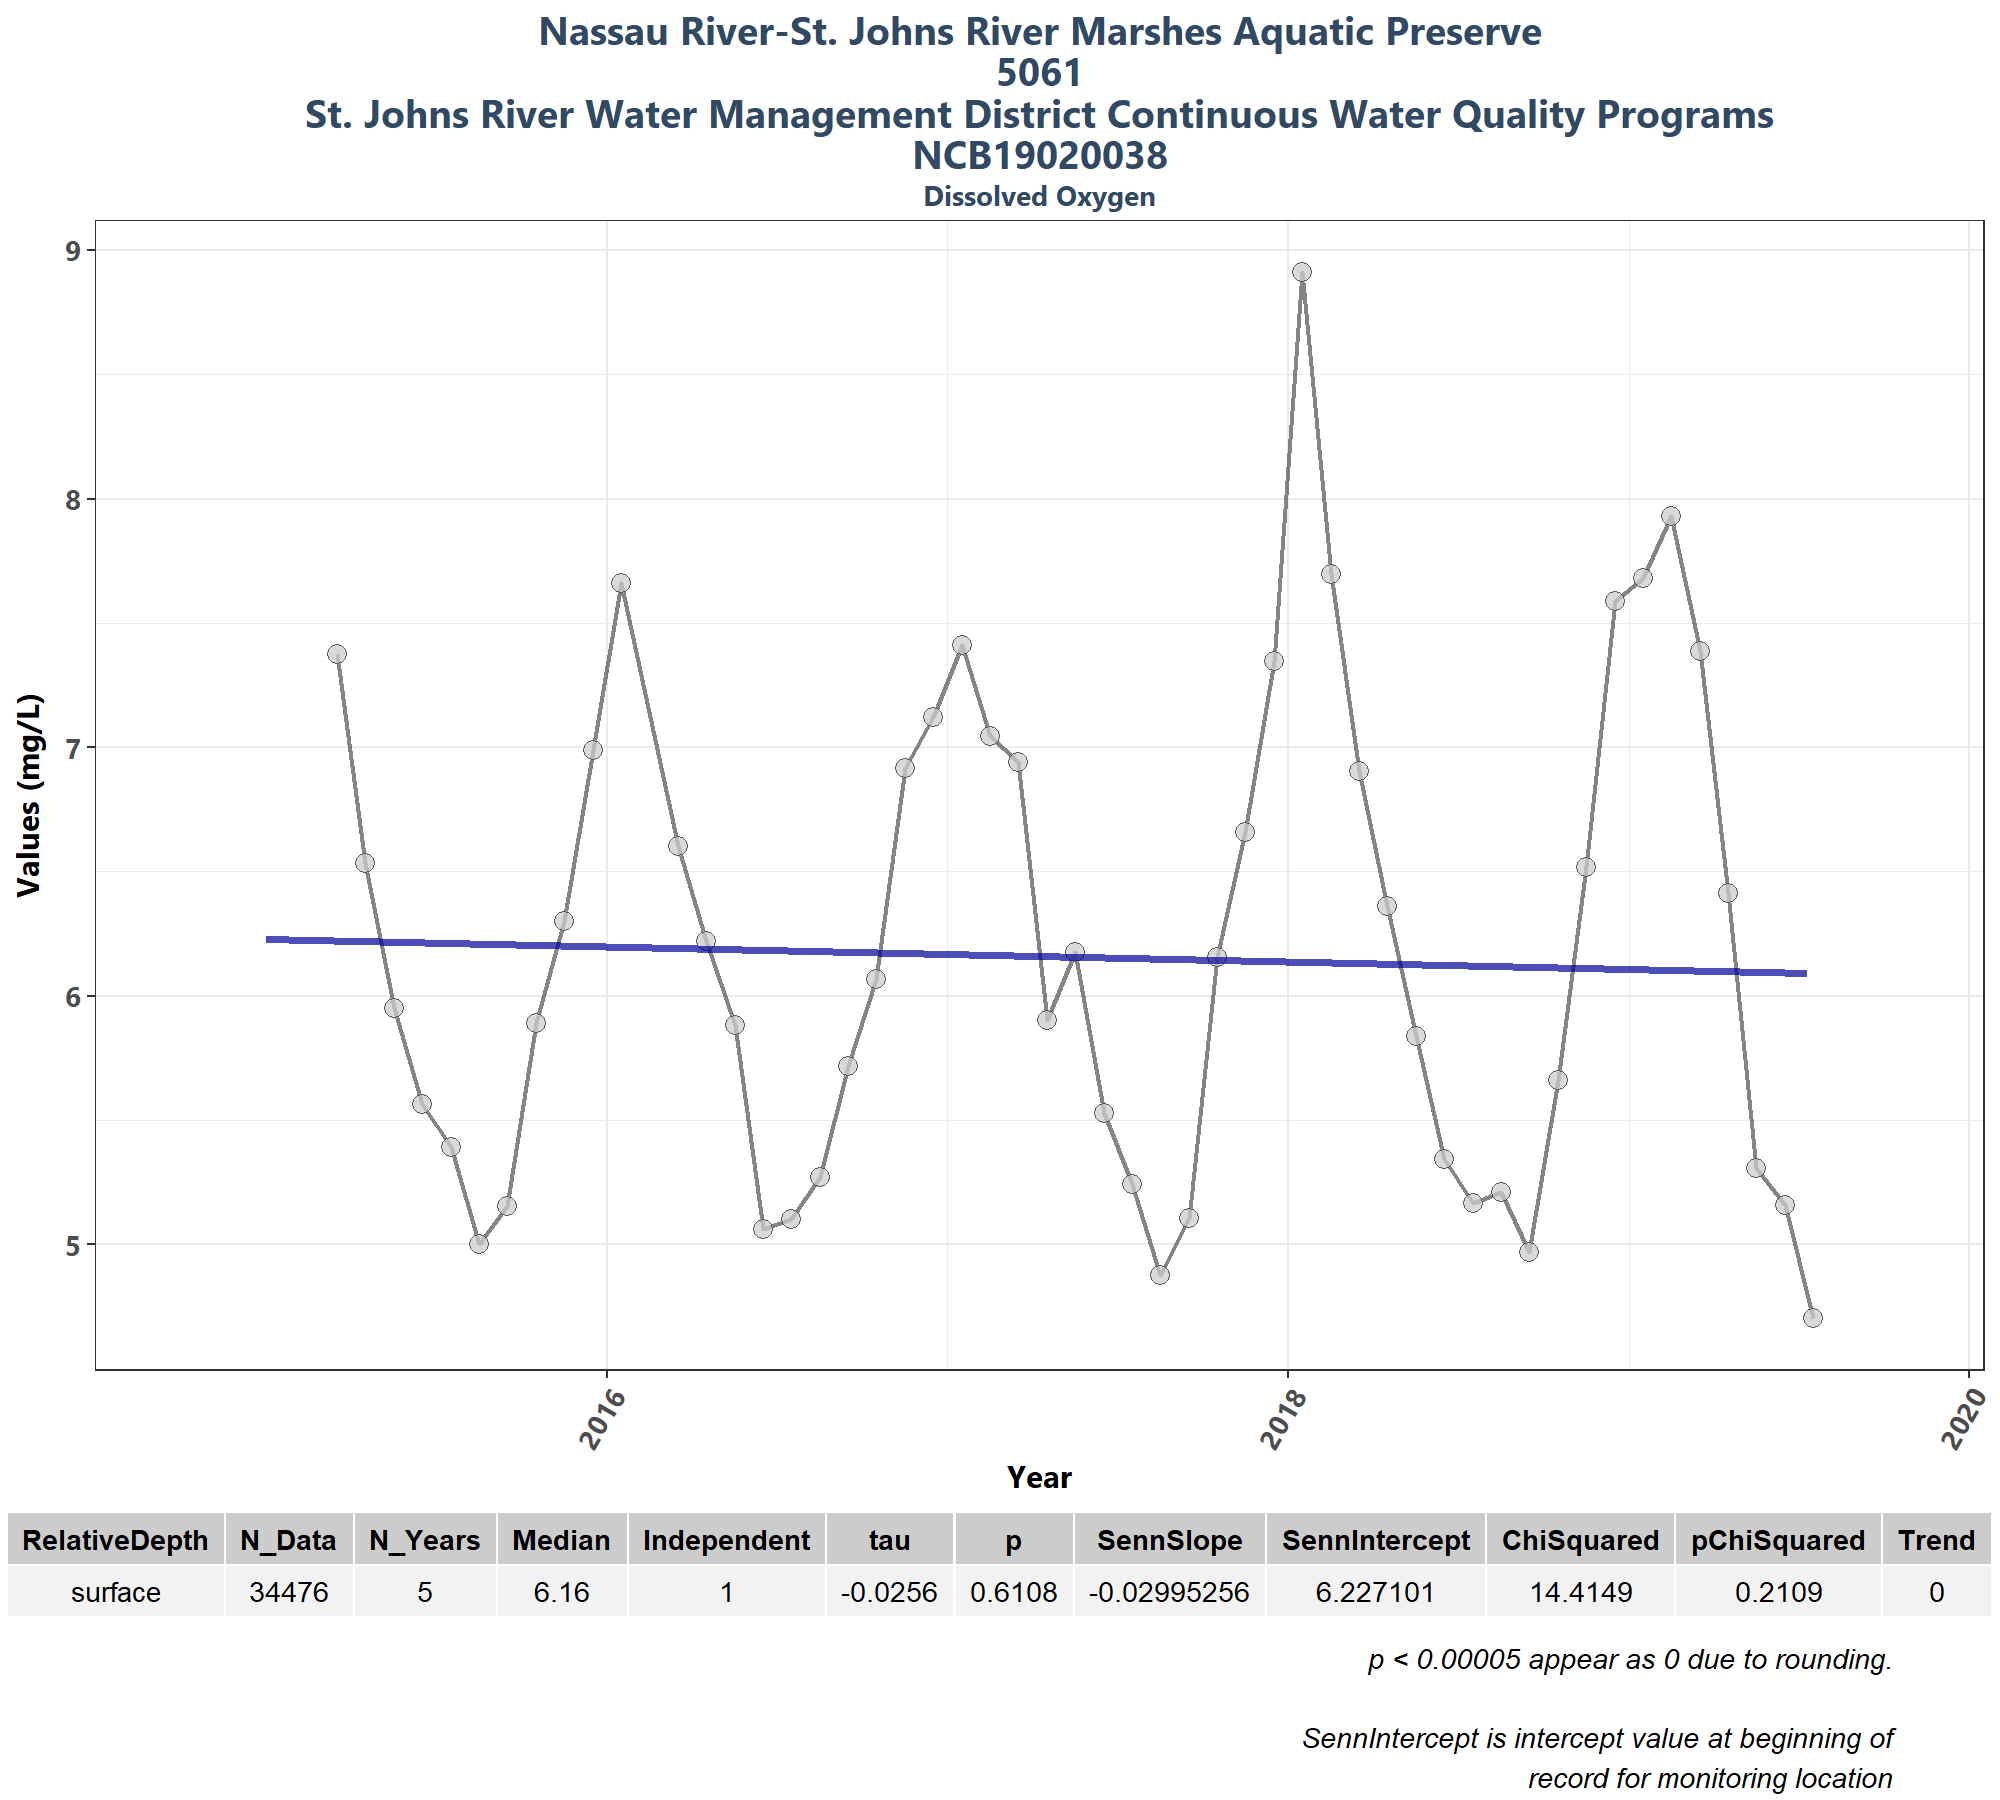 Nassau River-St. Johns River Marshes Aquatic Preserve
5061
St. Johns River Water Management District Continuous Water Quality Programs
NCB19020038
Dissolved Oxygen
9
8
7
6
5
Values (mg/L)
2016 2018 2020
Year
RelativeDepth N_Data N_Years Median Independent tau p SennSlope SennIntercept ChiSquared pChiSquared Trend
surface 34476 5 6.16 1 -0.0256 0.6108 -0.02995256 6.227101 14.4149 0.2109 0
p < 0.00005 appear as 0 due to rounding.
SennIntercept is intercept value at beginning of
record for monitoring location